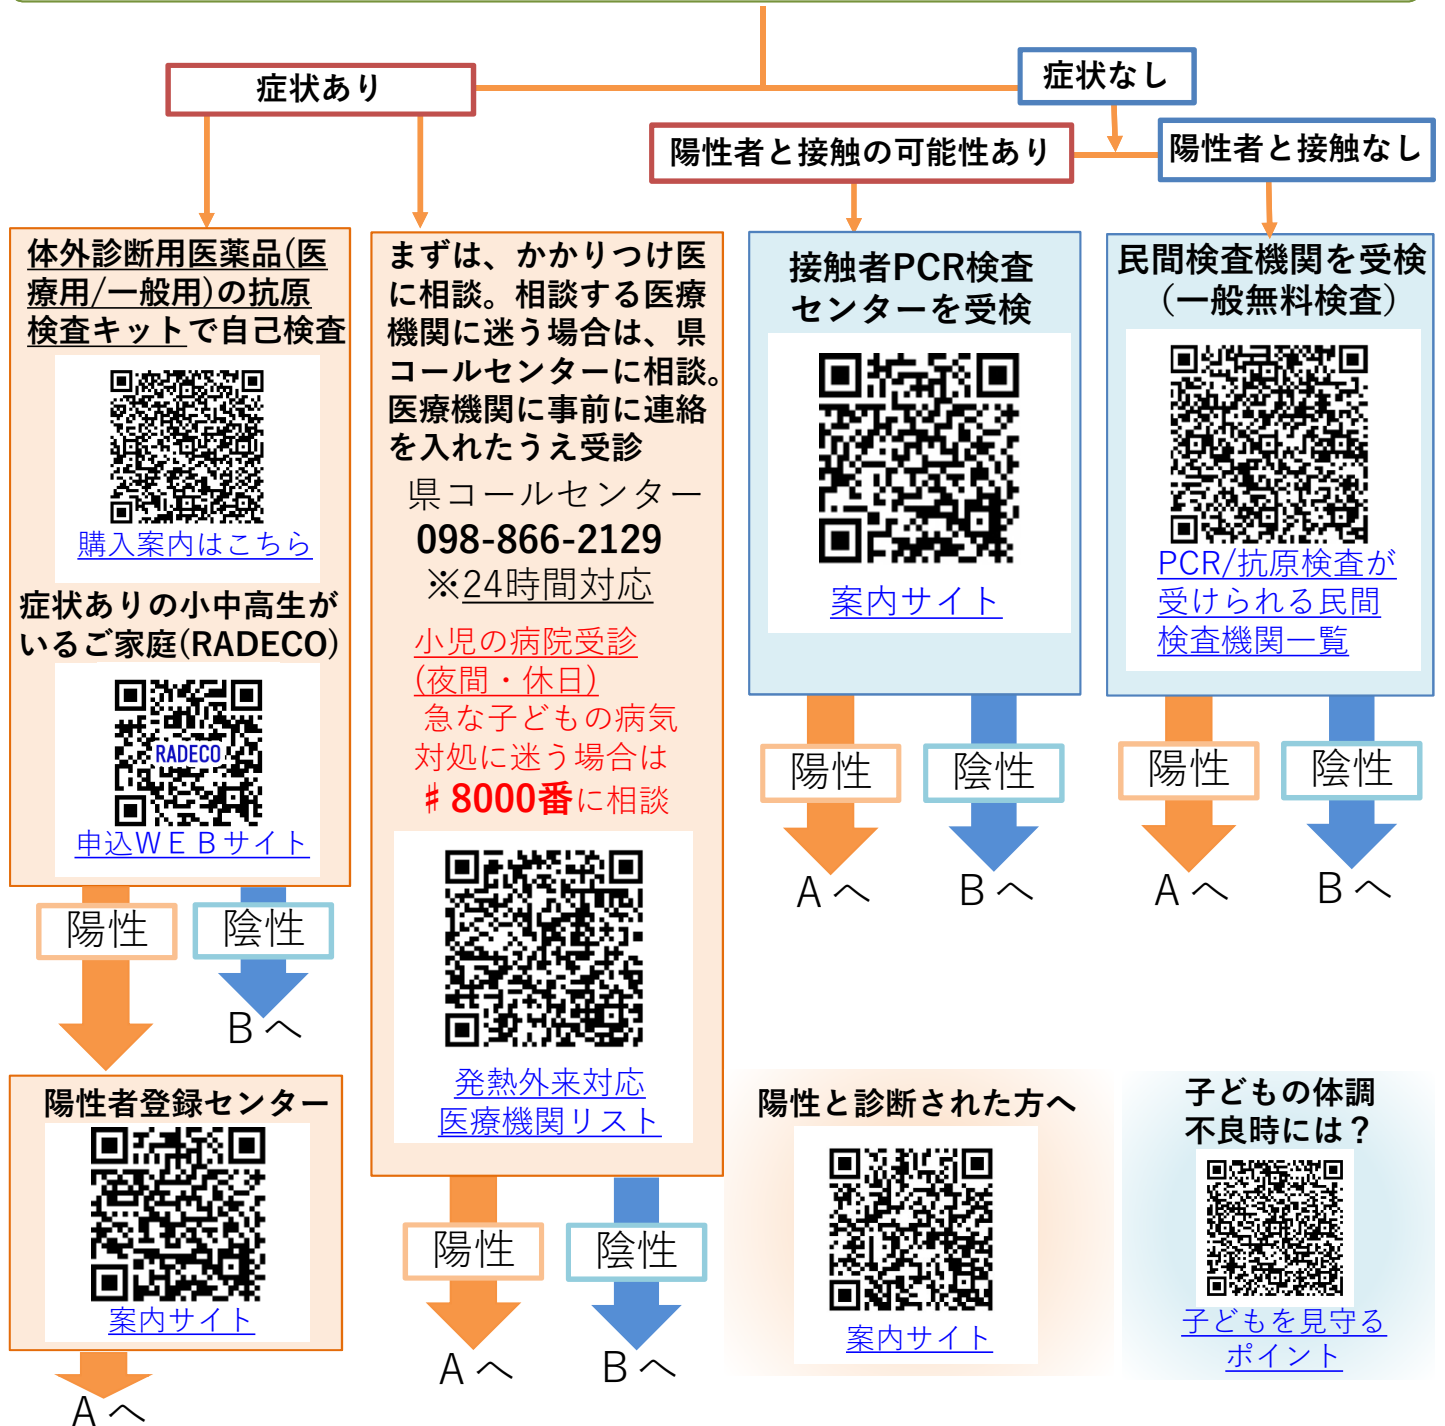 症状あり
症状なし
陽性者と接触の可能性あり
陽性者と接触なし
体外診断用医薬品(医
療用/一般用)の抗原
検査キットで自己検査
購入案内はこちら
症状ありの小中高生が
いるご家庭(RADECO)
RADECO
申込WEBサイト
陽性
陰性
Bへ
陽性者登録センター
案内サイト
Aへ
まずは、かかりつけ医
に相談。相談する医療
機関に迷う場合は、県
コールセンターに相談。
医療機関に事前に連絡
を入れたうえ受診
県コールセンター
098-866-2129
※24時間対応
小児の病院受診
(夜間・休日)
急な子どもの病気
対処に迷う場合は
♯8000番に相談
発熱外来対応
医療機関リスト
陽性
陰性
Aへ
Bへ
接触者PCR検査
センターを受検
案内サイト
陽性
陰性
Aへ
Bへ
民間検査機関を受検
(一般無料検査)
PCR/抗原検査が
受けられる民間
検査機関一覧
陽性
陰性
Aへ
Bへ
陽性と診断された方へ
案内サイト
子どもの体調
不良時には？
子どもを見守る
ポイント